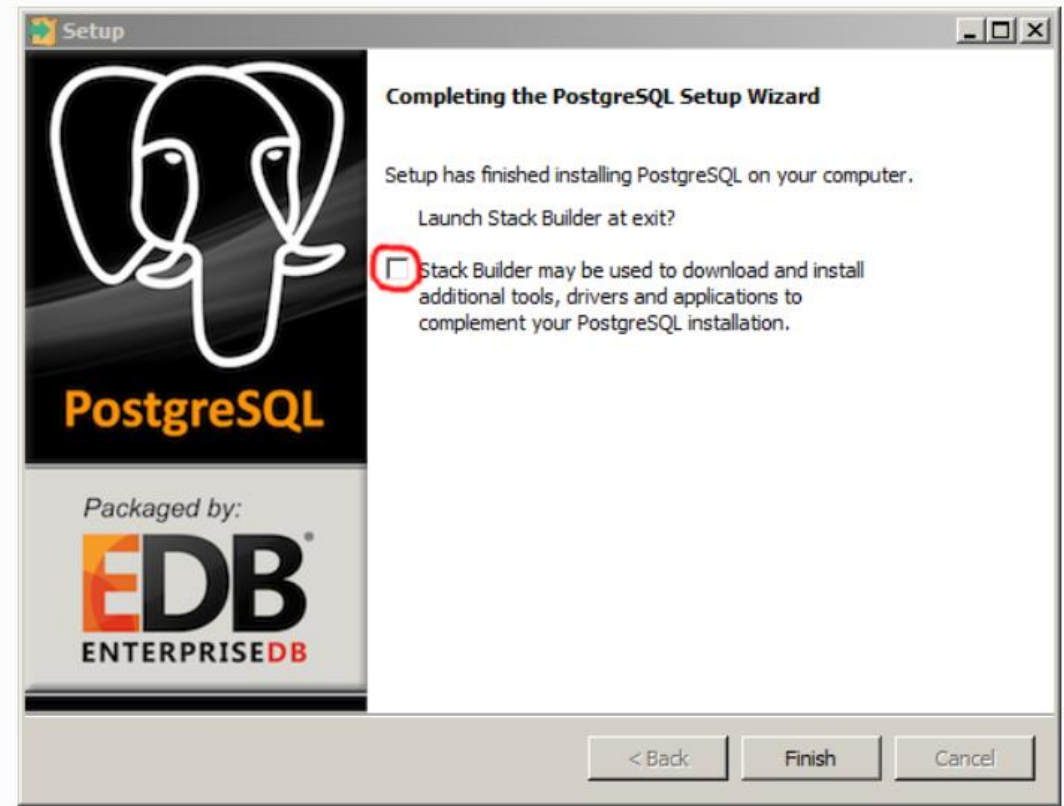 Setup
Completing the PostgreSQL Setup Wizard
Setup has finished installing PostgreSQL on your computer.
Launch Stack Builder at exit?
Stack Builder may be used to download and install
additional tools, drivers and applications to
complement your PostgreSQL installation.
PostgreSQL
Packaged by:
EDB®
ENTERPRISEDB
< Back
Finish
Cancel